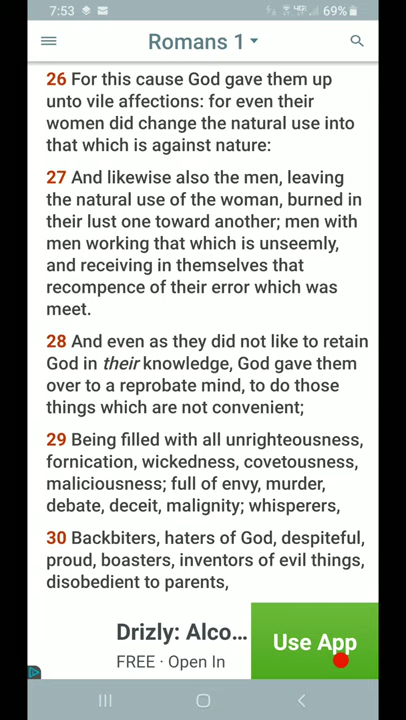 7:53 69%
Romans 1
26 For this cause God gave them up
unto vile affections: for even their
women did change the natural use into
that which is against nature:
27 And likewise also the men, leaving
the natural use of the woman, burned in
their lust one toward another; men with
men working that which is unseemly,
and receiving in themselves that
recompence of their error which was
meet.
28 And even as they did not like to retain
God in their knowledge, God gave them
over to a reprobate mind, to do those
things which are not convenient;
29 Being filled with all unrighteousness,
fornication, wickedness, covetousness,
maliciousness; full of envy, murder,
debate, deceit, malignity; whisperers,
30 Backbiters, haters of God, despiteful,
proud, boasters, inventors of evil things,
disobedient to parents,
Drizly: Alco...
FREE · Open In
Use App